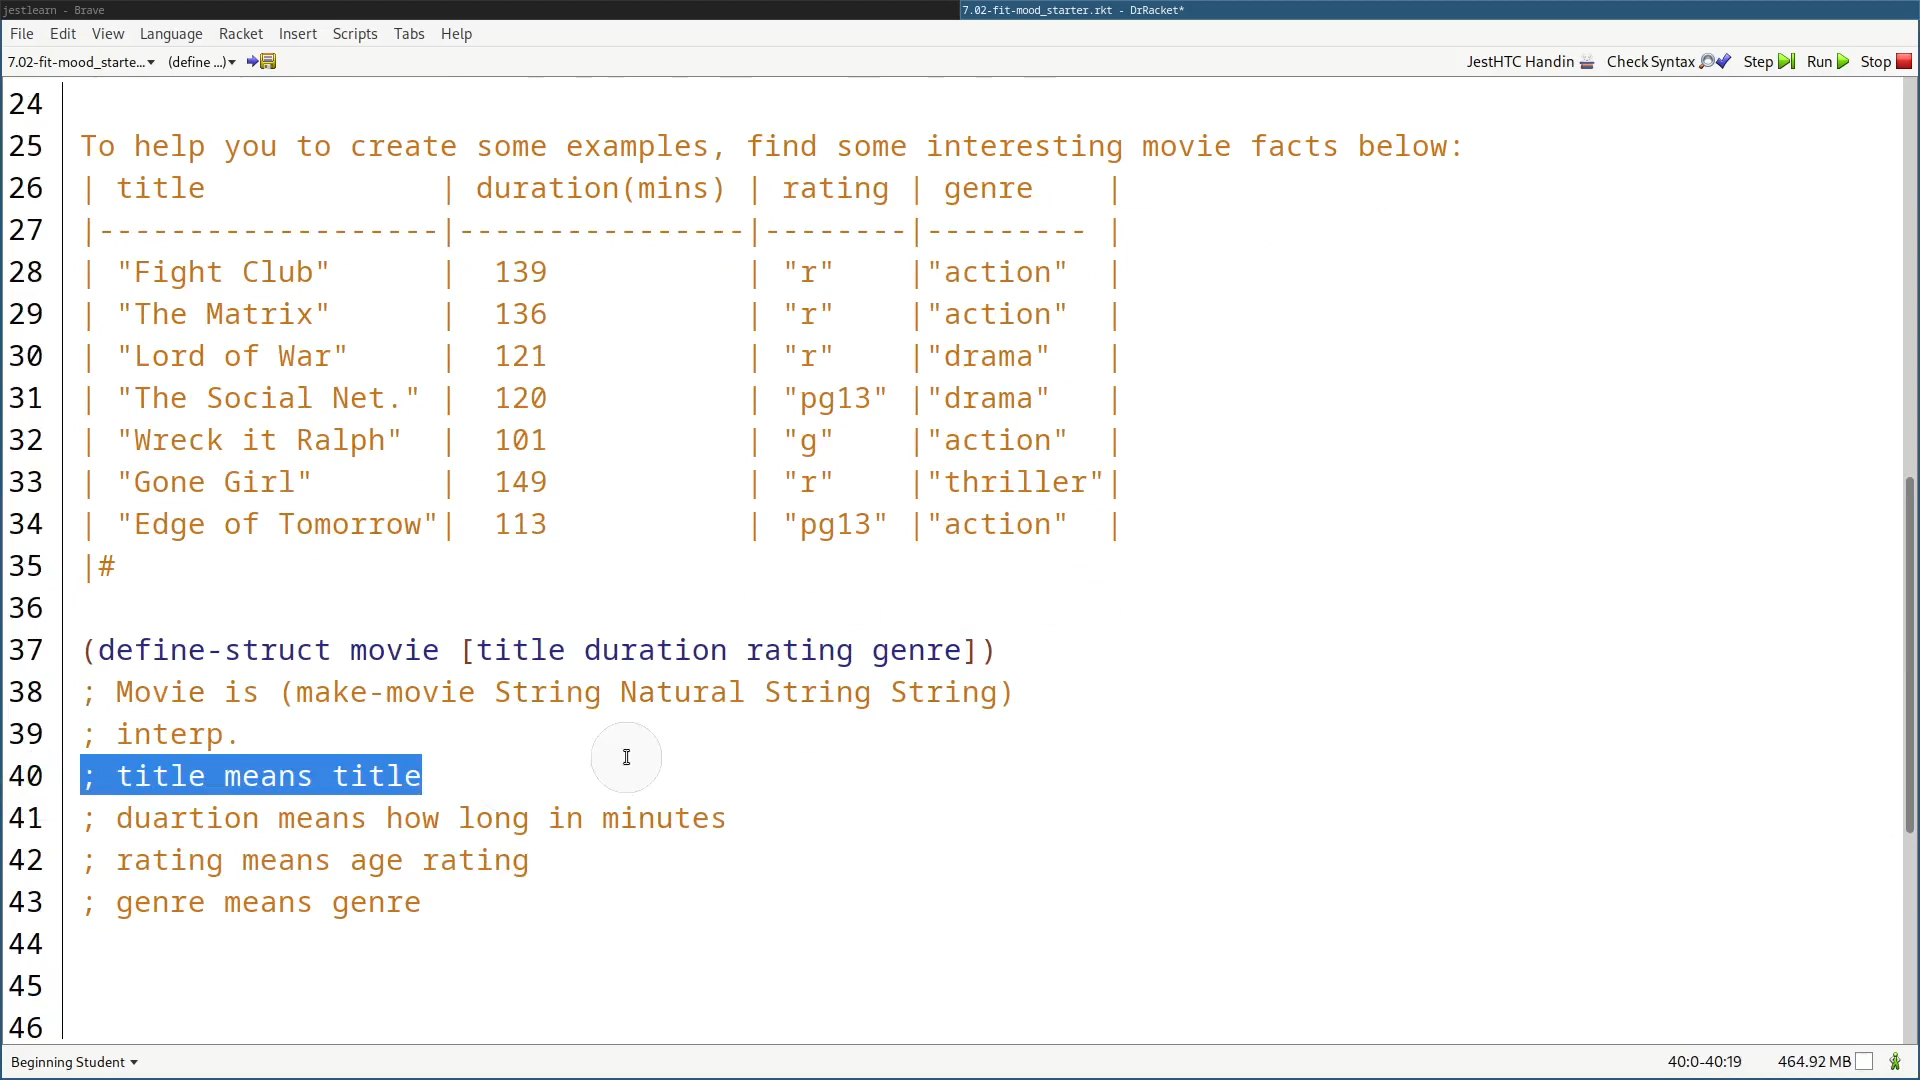 jestlearn - Brave
7.02-fit-mood_starter.rkt - DrRacket*
File Edit View Language Racket Insert Scripts Tabs Help
7.02-fit-mood_starte...▾ (define ...)▾ JestHTC Handin Check Syntax Step Run Stop
24
25 To help you to create some examples, find some interesting movie facts below:
26 | title             | duration(mins) | rating | genre    |
27 |-------------------|----------------|--------|--------- |
28 | "Fight Club"      |  139           | "r"    |"action"  |
29 | "The Matrix"      |  136           | "r"    |"action"  |
30 | "Lord of War"     |  121           | "r"    |"drama"   |
31 | "The Social Net." |  120           | "pg13" |"drama"   |
32 | "Wreck it Ralph"  |  101           | "g"    |"action"  |
33 | "Gone Girl"       |  149           | "r"    |"thriller"|
34 | "Edge of Tomorrow"|  113           | "pg13" |"action"  |
35 |#
36
37 (define-struct movie [title duration rating genre])
38 ; Movie is (make-movie String Natural String String)
39 ; interp.
40 ; title means title
41 ; duartion means how long in minutes
42 ; rating means age rating
43 ; genre means genre
44
45
46
Beginning Student ▾ 40:0-40:19 464.92 MB